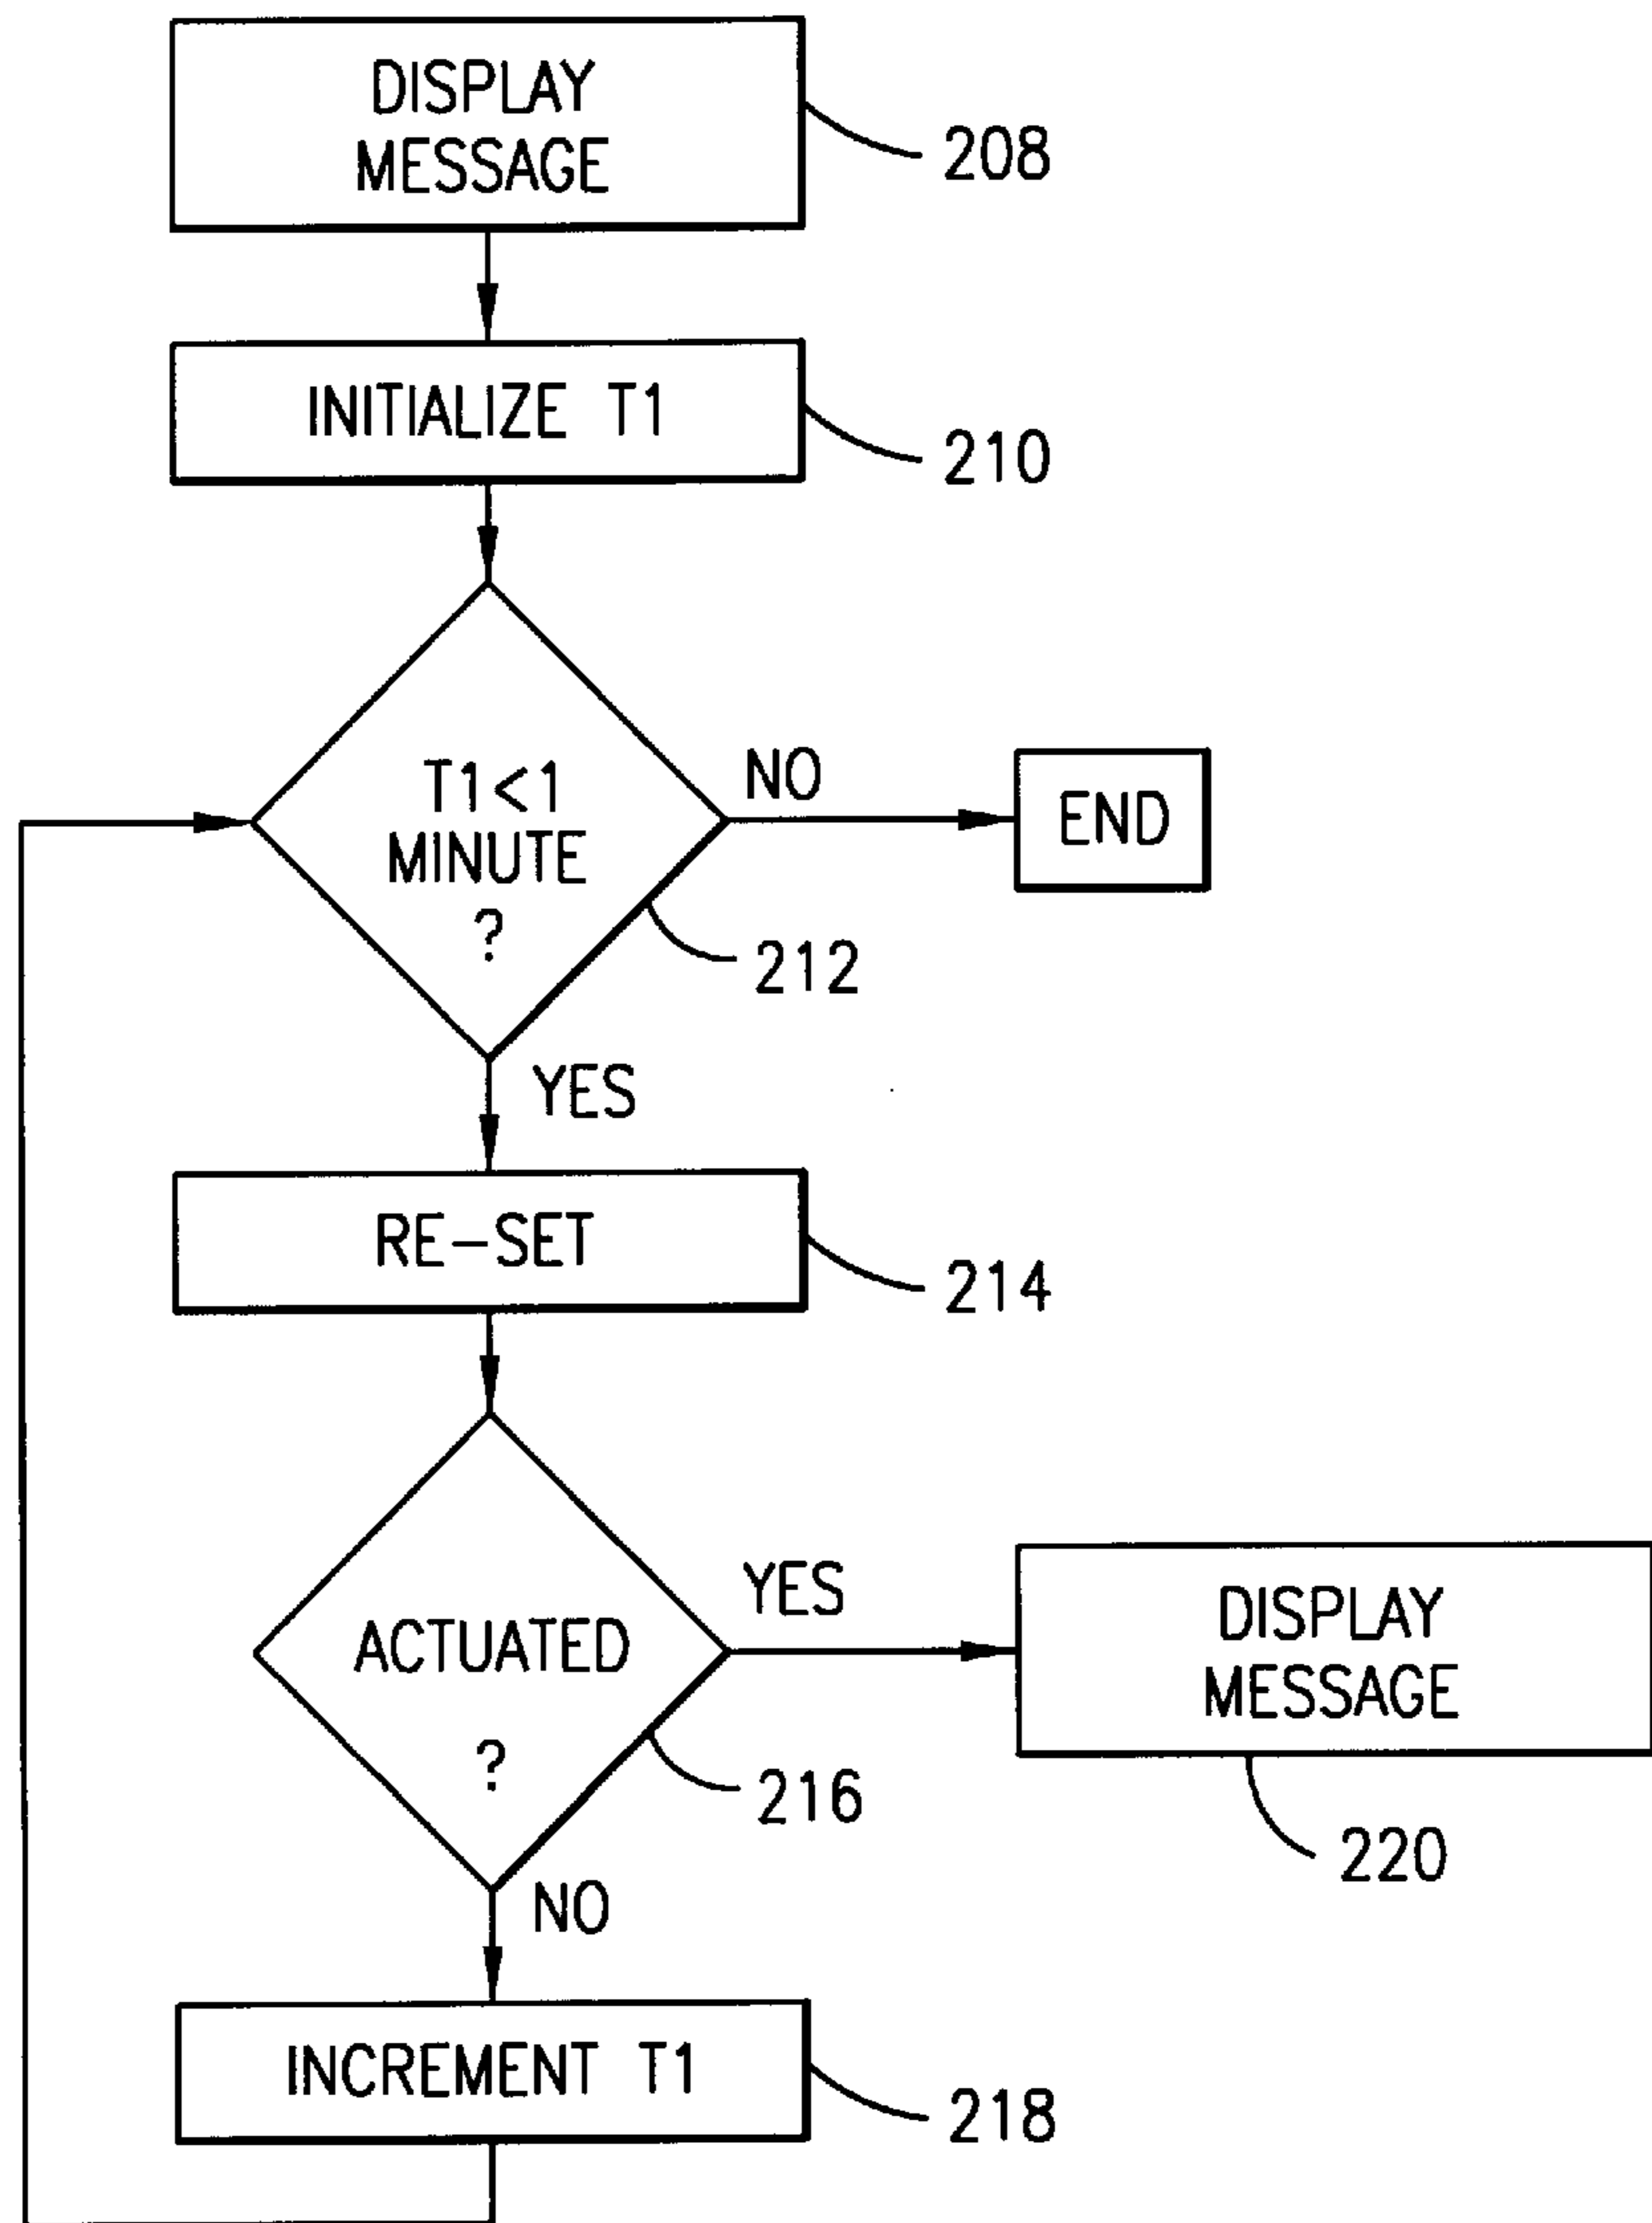 DISPLAY
MESSAGE
208
INITIALIZE T1
210
T1<1
MINUTE
?
NO
END
212
YES
RE-SET
214
ACTUATED
?
YES
DISPLAY
MESSAGE
216
220
NO
INCREMENT T1
218